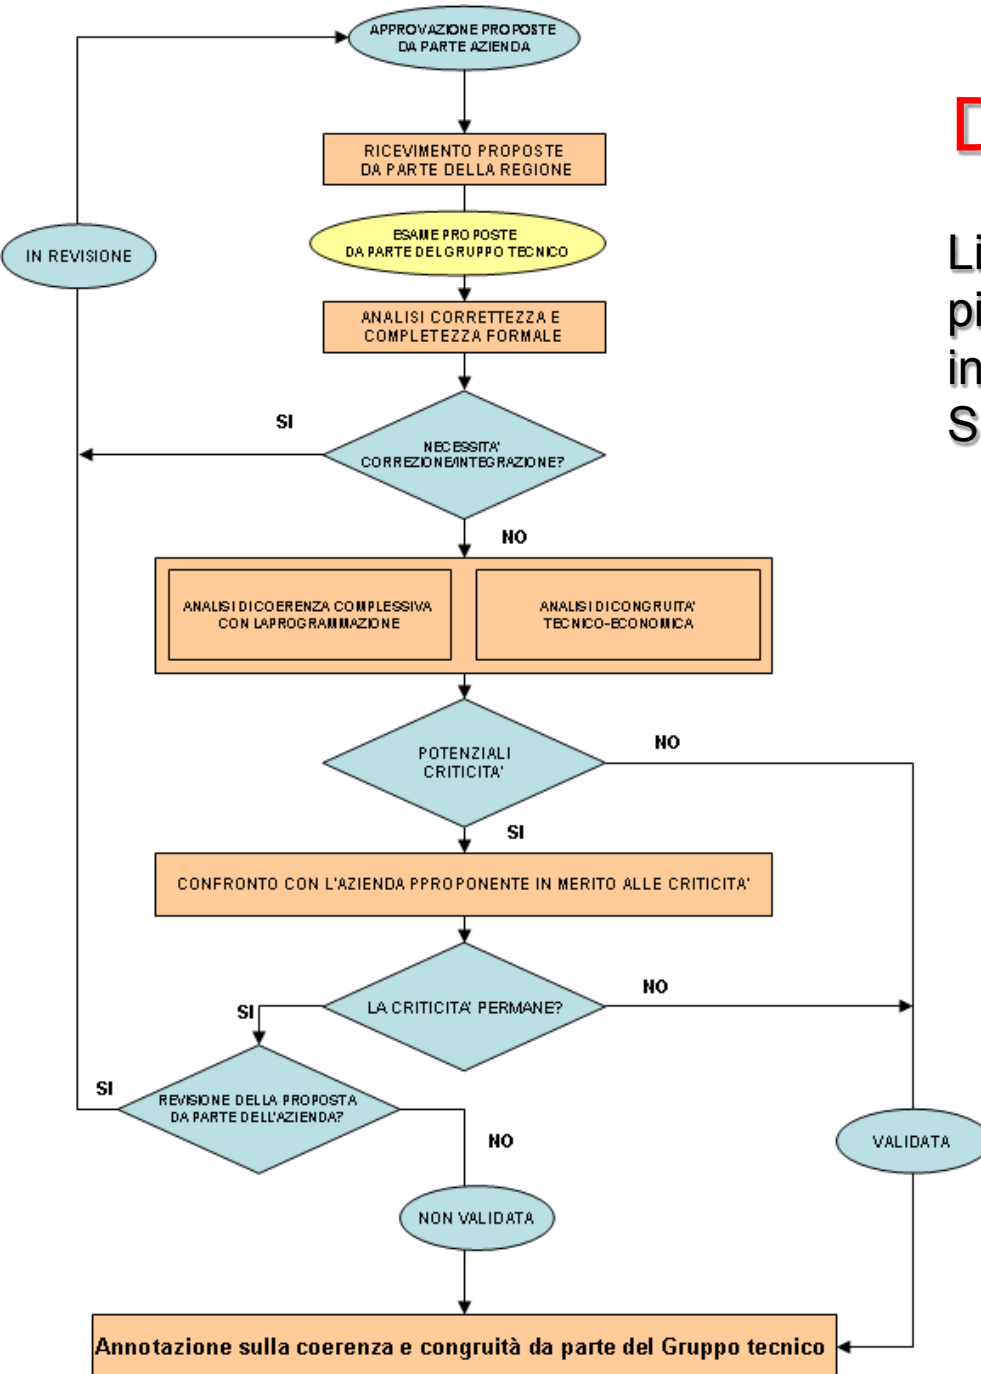 APPROVAZIONE PROPOSTE
DA PARTE AZIENDA
RICEVIMENTO PROPOSTE
DA PARTE DELLA REGIONE
IN REVISIONE
ESAME PROPOSTE
DA PARTE DEL GRUPPO TECNICO
ANALISI CORRETTEZZA E
COMPLETEZZA FORMALE
SI
NECESSITA'
CORREZIONE/INTEGRAZIONE?
NO
ANALISI DI COERENZA COMPLESSIVA
CON LA PROGRAMMAZIONE
ANALISI DI CONGRUITA'
TECNICO-ECONOMICA
POTENZIALI
CRITICITA'
NO
SI
CONFRONTO CON L'AZIENDA PPROPONENTE IN MERITO ALLE CRITICITA'
LA CRITICITA' PERMANE?
NO
SI
SI
REVISIONE DELLA PROPOSTA
DA PARTE DELL'AZIENDA?
NO
VALIDATA
NON VALIDATA
Annotazione sulla coerenza e congruità da parte del Gruppo tecnico
Li
pi
in
S